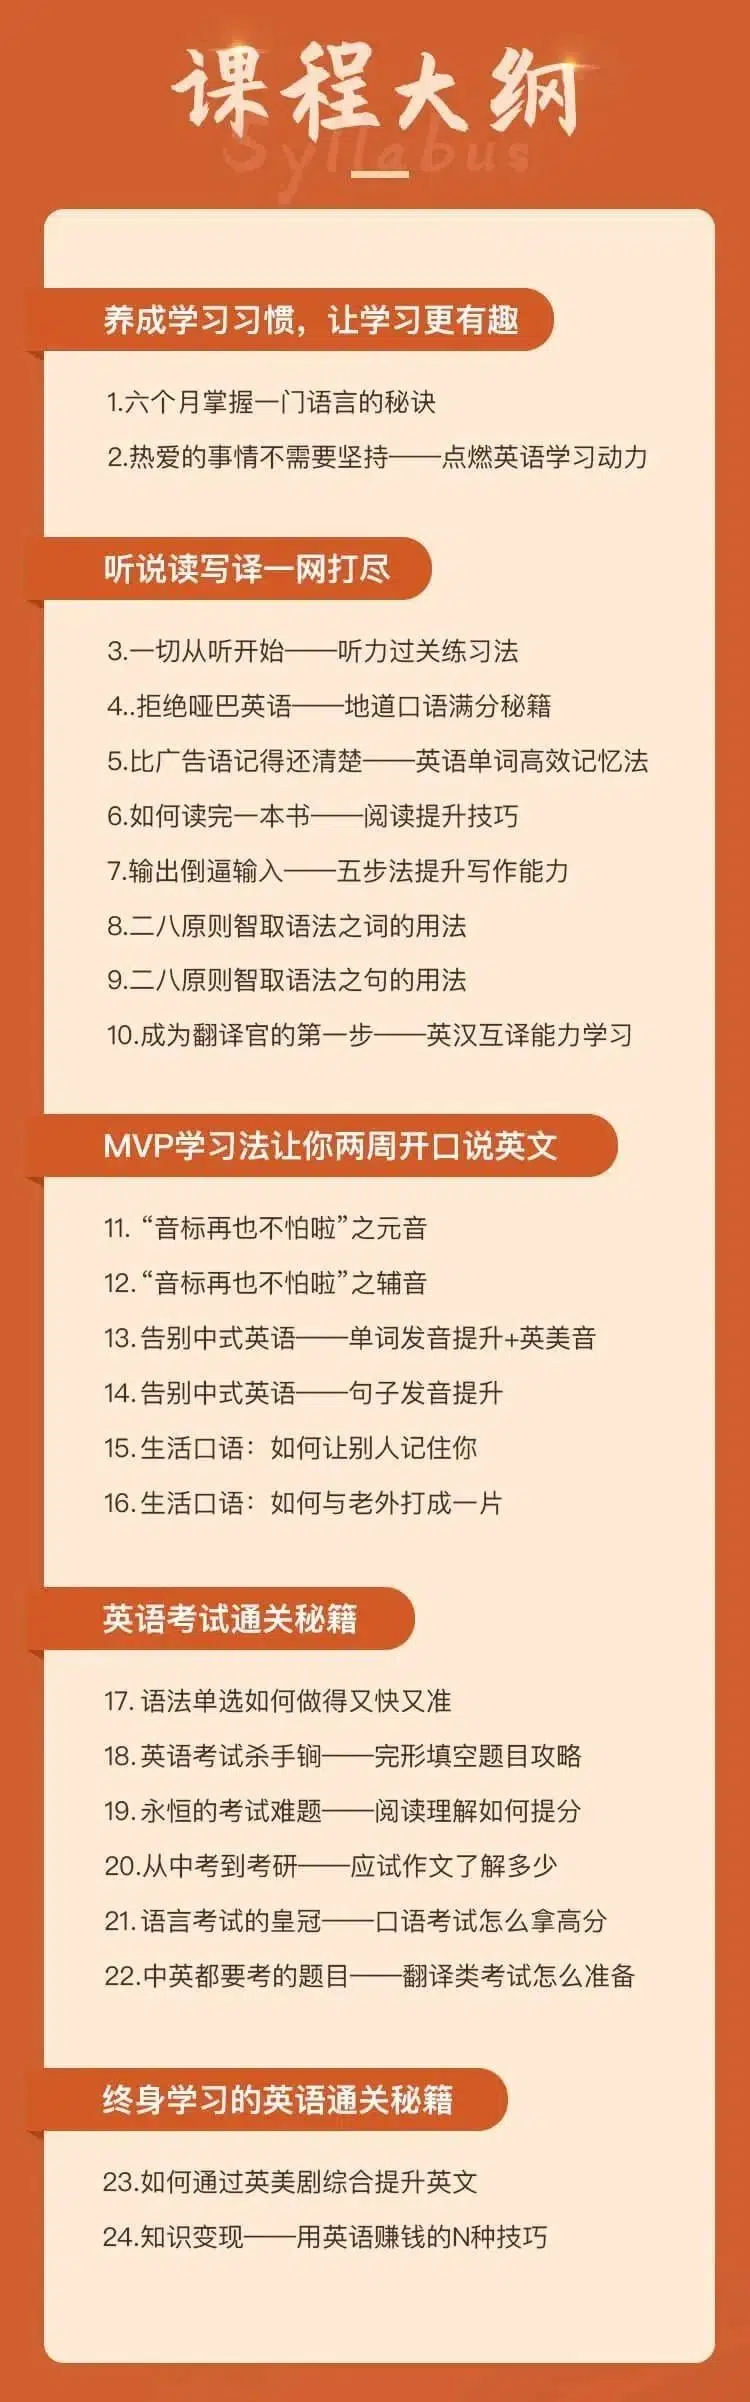 课程大纲
Syllabus
养成学习习惯，让学习更有趣
1.六个月掌握一门语言的秘诀
2.热爱的事情不需要坚持——点燃英语学习动力
听说读写译一网打尽
3.一切从听开始——听力过关练习法
4..拒绝哑巴英语——地道口语满分秘籍
5.比广告语记得还清楚——英语单词高效记忆法
6.如何读完一本书——阅读提升技巧
7.输出倒逼输入——五步法提升写作能力
8.二八原则智取语法之词的用法
9.二八原则智取语法之句的用法
10.成为翻译官的第一步——英汉互译能力学习
MVP学习法让你两周开口说英文
11. “音标再也不怕啦”之元音
12. “音标再也不怕啦”之辅音
13. 告别中式英语——单词发音提升+英美音
14. 告别中式英语——句子发音提升
15. 生活口语：如何让别人记住你
16. 生活口语：如何与老外打成一片
英语考试通关秘籍
17. 语法单选如何做得又快又准
18. 英语考试杀手锏——完形填空题目攻略
19. 永恒的考试难题——阅读理解如何提分
20.从中考到考研——应试作文了解多少
21. 语言考试的皇冠——口语考试怎么拿高分
22.中英都要考的题目——翻译类考试怎么准备
终身学习的英语通关秘籍
23.如何通过英美剧综合提升英文
24.知识变现——用英语赚钱的N种技巧